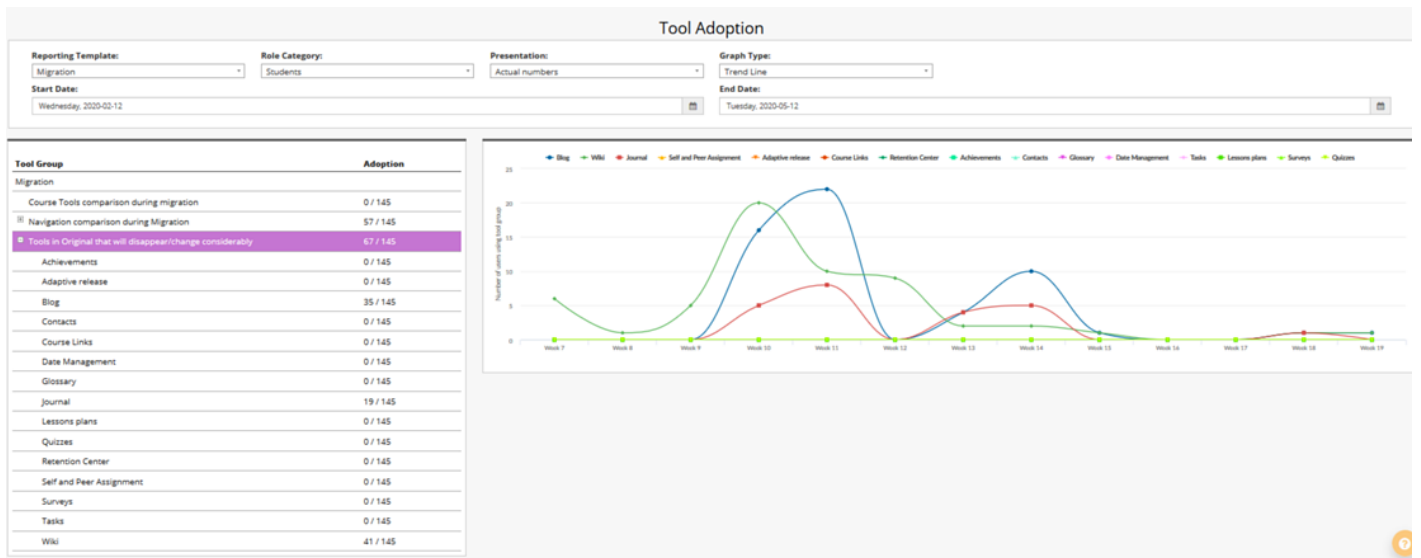 Tool Adoption
Reporting Template: Role Category: Presentation: Graph Type:
Migration Students Actual numbers Trend Line
Start Date: End Date:
Wednesday, 2020-02-12 Tuesday, 2020-05-12
Tool Group Adoption
Migration
Course Tools comparison during migration 0 / 145
Navigation comparison during Migration 57 / 145
Tools in Original that will disappear/change considerably 67 / 145
Achievements 0 / 145
Adaptive release 0 / 145
Blog 35 / 145
Contacts 0 / 145
Course Links 0 / 145
Date Management 0 / 145
Glossary 0 / 145
Journal 19 / 145
Lessons plans 0 / 145
Quizzes 0 / 145
Retention Center 0 / 145
Self and Peer Assignment 0 / 145
Surveys 0 / 145
Tasks 0 / 145
Wiki 41 / 145
Blog Wiki Journal Self and Peer Assignment Adaptive release Course Links Retention Center Achievements Contacts Glossary Date Management Tasks Lessons plans Surveys Quizzes
Number of users using tool group
25
20
15
10
5
0
Week 7 Week 8 Week 9 Week 10 Week 11 Week 12 Week 13 Week 14 Week 15 Week 16 Week 17 Week 18 Week 19
?